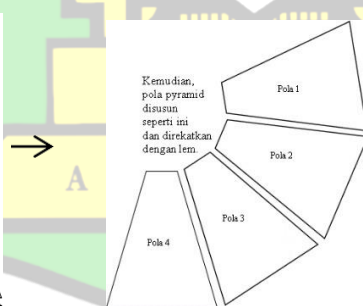 Kemudian,
pola pyramid
disusun
seperti ini
dan direkatkan
dengan lem.
Pola 1
Pola 2
Pola 3
Pola 4
A